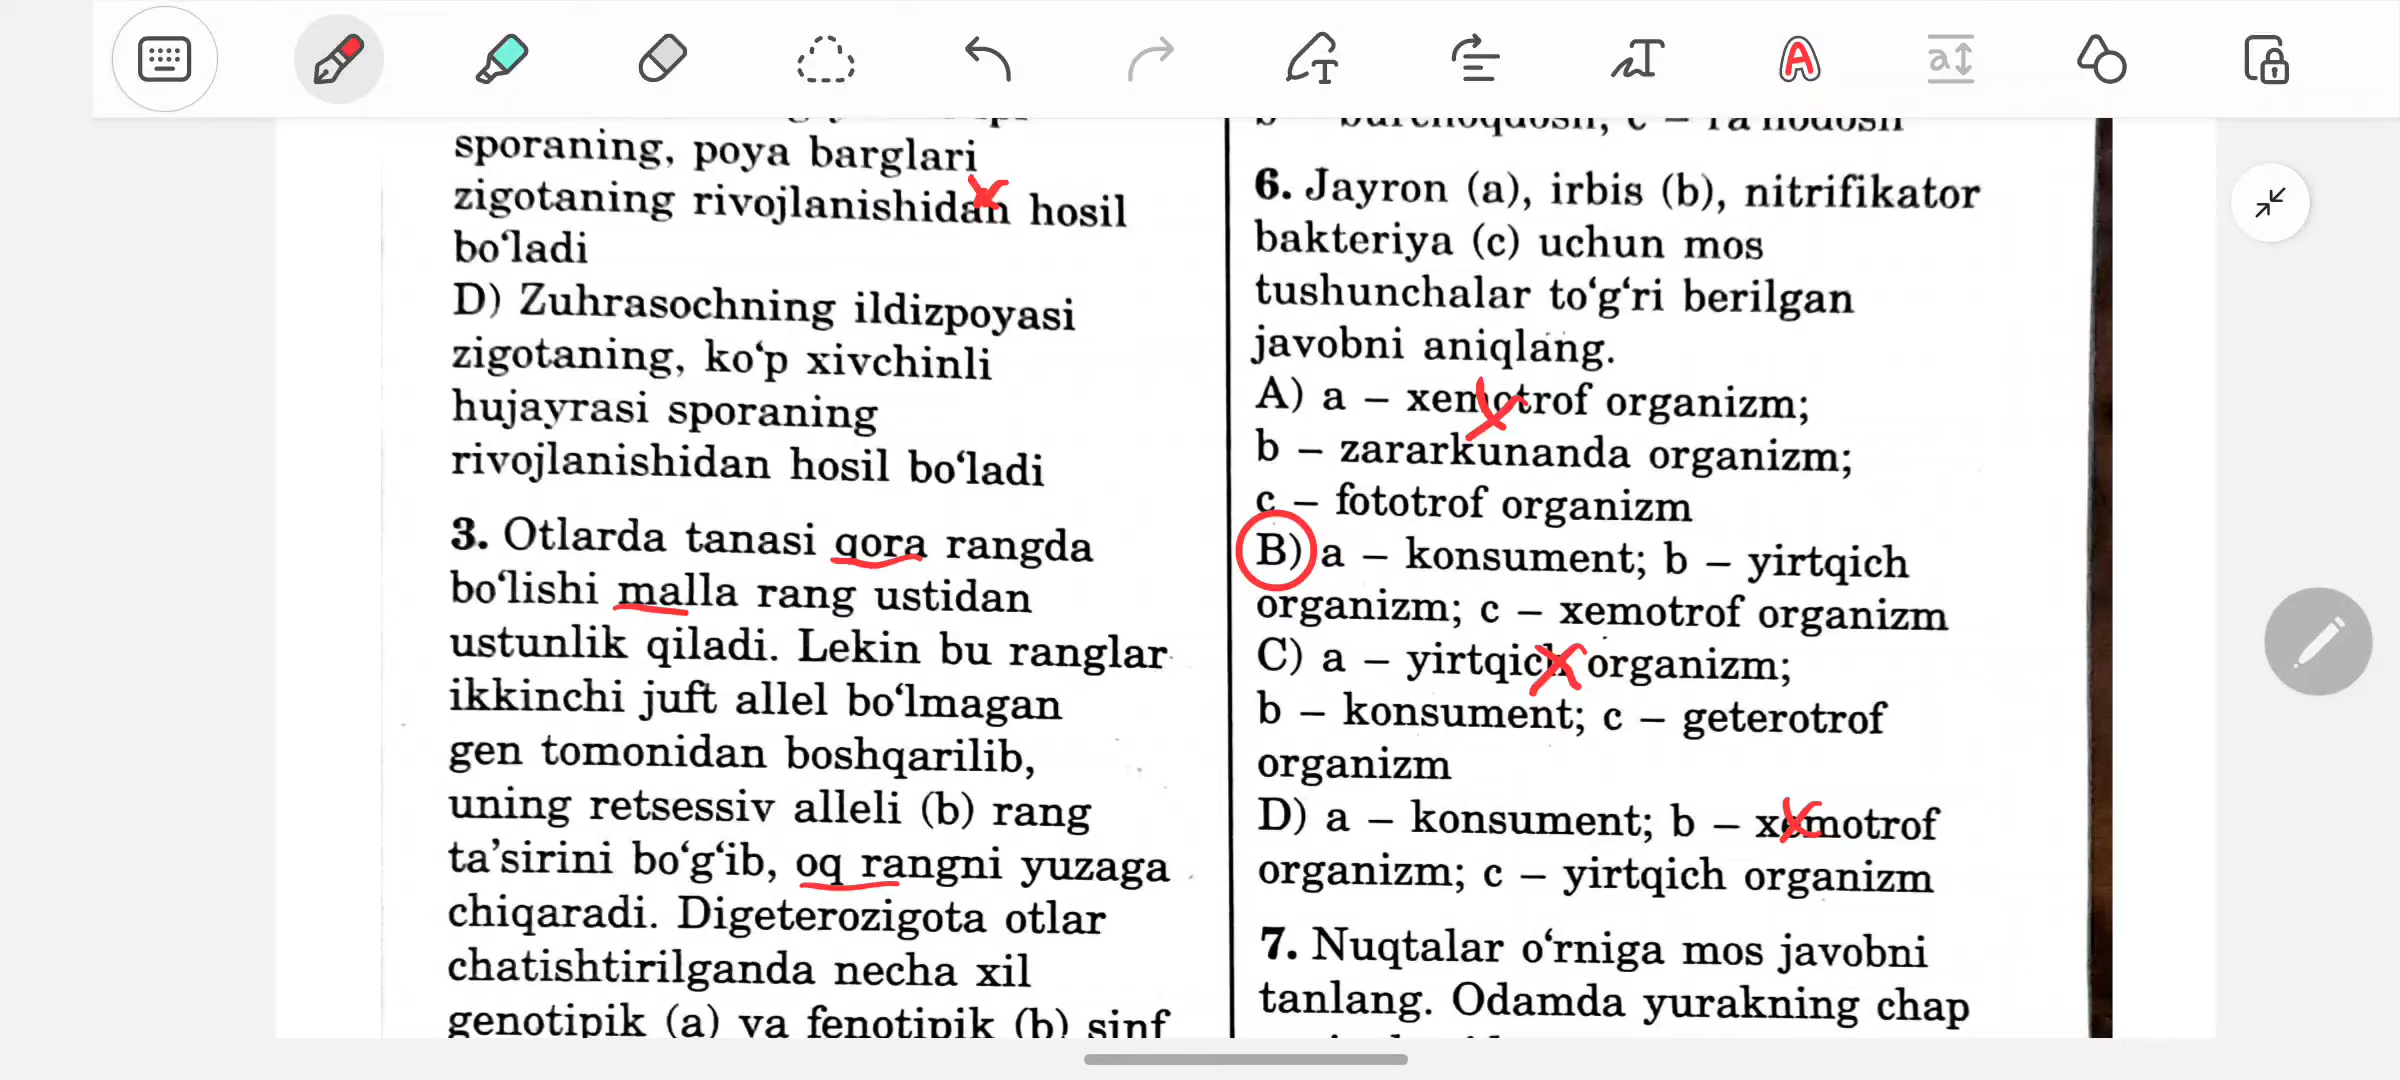 sporaning, poya barglari
zigotaning rivojlanishidan hosil
bo‘ladi
D) Zuhrasochning ildizpoyasi
zigotaning, ko‘p xivchinli
hujayrasi sporaning
rivojlanishidan hosil bo‘ladi
3. Otlarda tanasi qora rangda
bo‘lishi malla rang ustidan
ustunlik qiladi. Lekin bu ranglar
ikkinchi juft allel bo‘lmagan
gen tomonidan boshqarilib,
uning retsessiv alleli (b) rang
ta’sirini bo‘g‘ib, oq rangni yuzaga
chiqaradi. Digeterozigota otlar
chatishtirilganda necha xil
genotipik (a) va fenotipik (b) sinf
6. Jayron (a), irbis (b), nitrifikator
bakteriya (c) uchun mos
tushunchalar to‘g‘ri berilgan
javobni aniqlang.
A) a – xemotrof organizm;
b – zararkunanda organizm;
c – fototrof organizm
B) a – konsument; b – yirtqich
organizm; c – xemotrof organizm
C) a – yirtqich organizm;
b – konsument; c – geterotrof
organizm
D) a – konsument; b – xemotrof
organizm; c – yirtqich organizm
7. Nuqtalar o‘rniga mos javobni
tanlang. Odamda yurakning chap